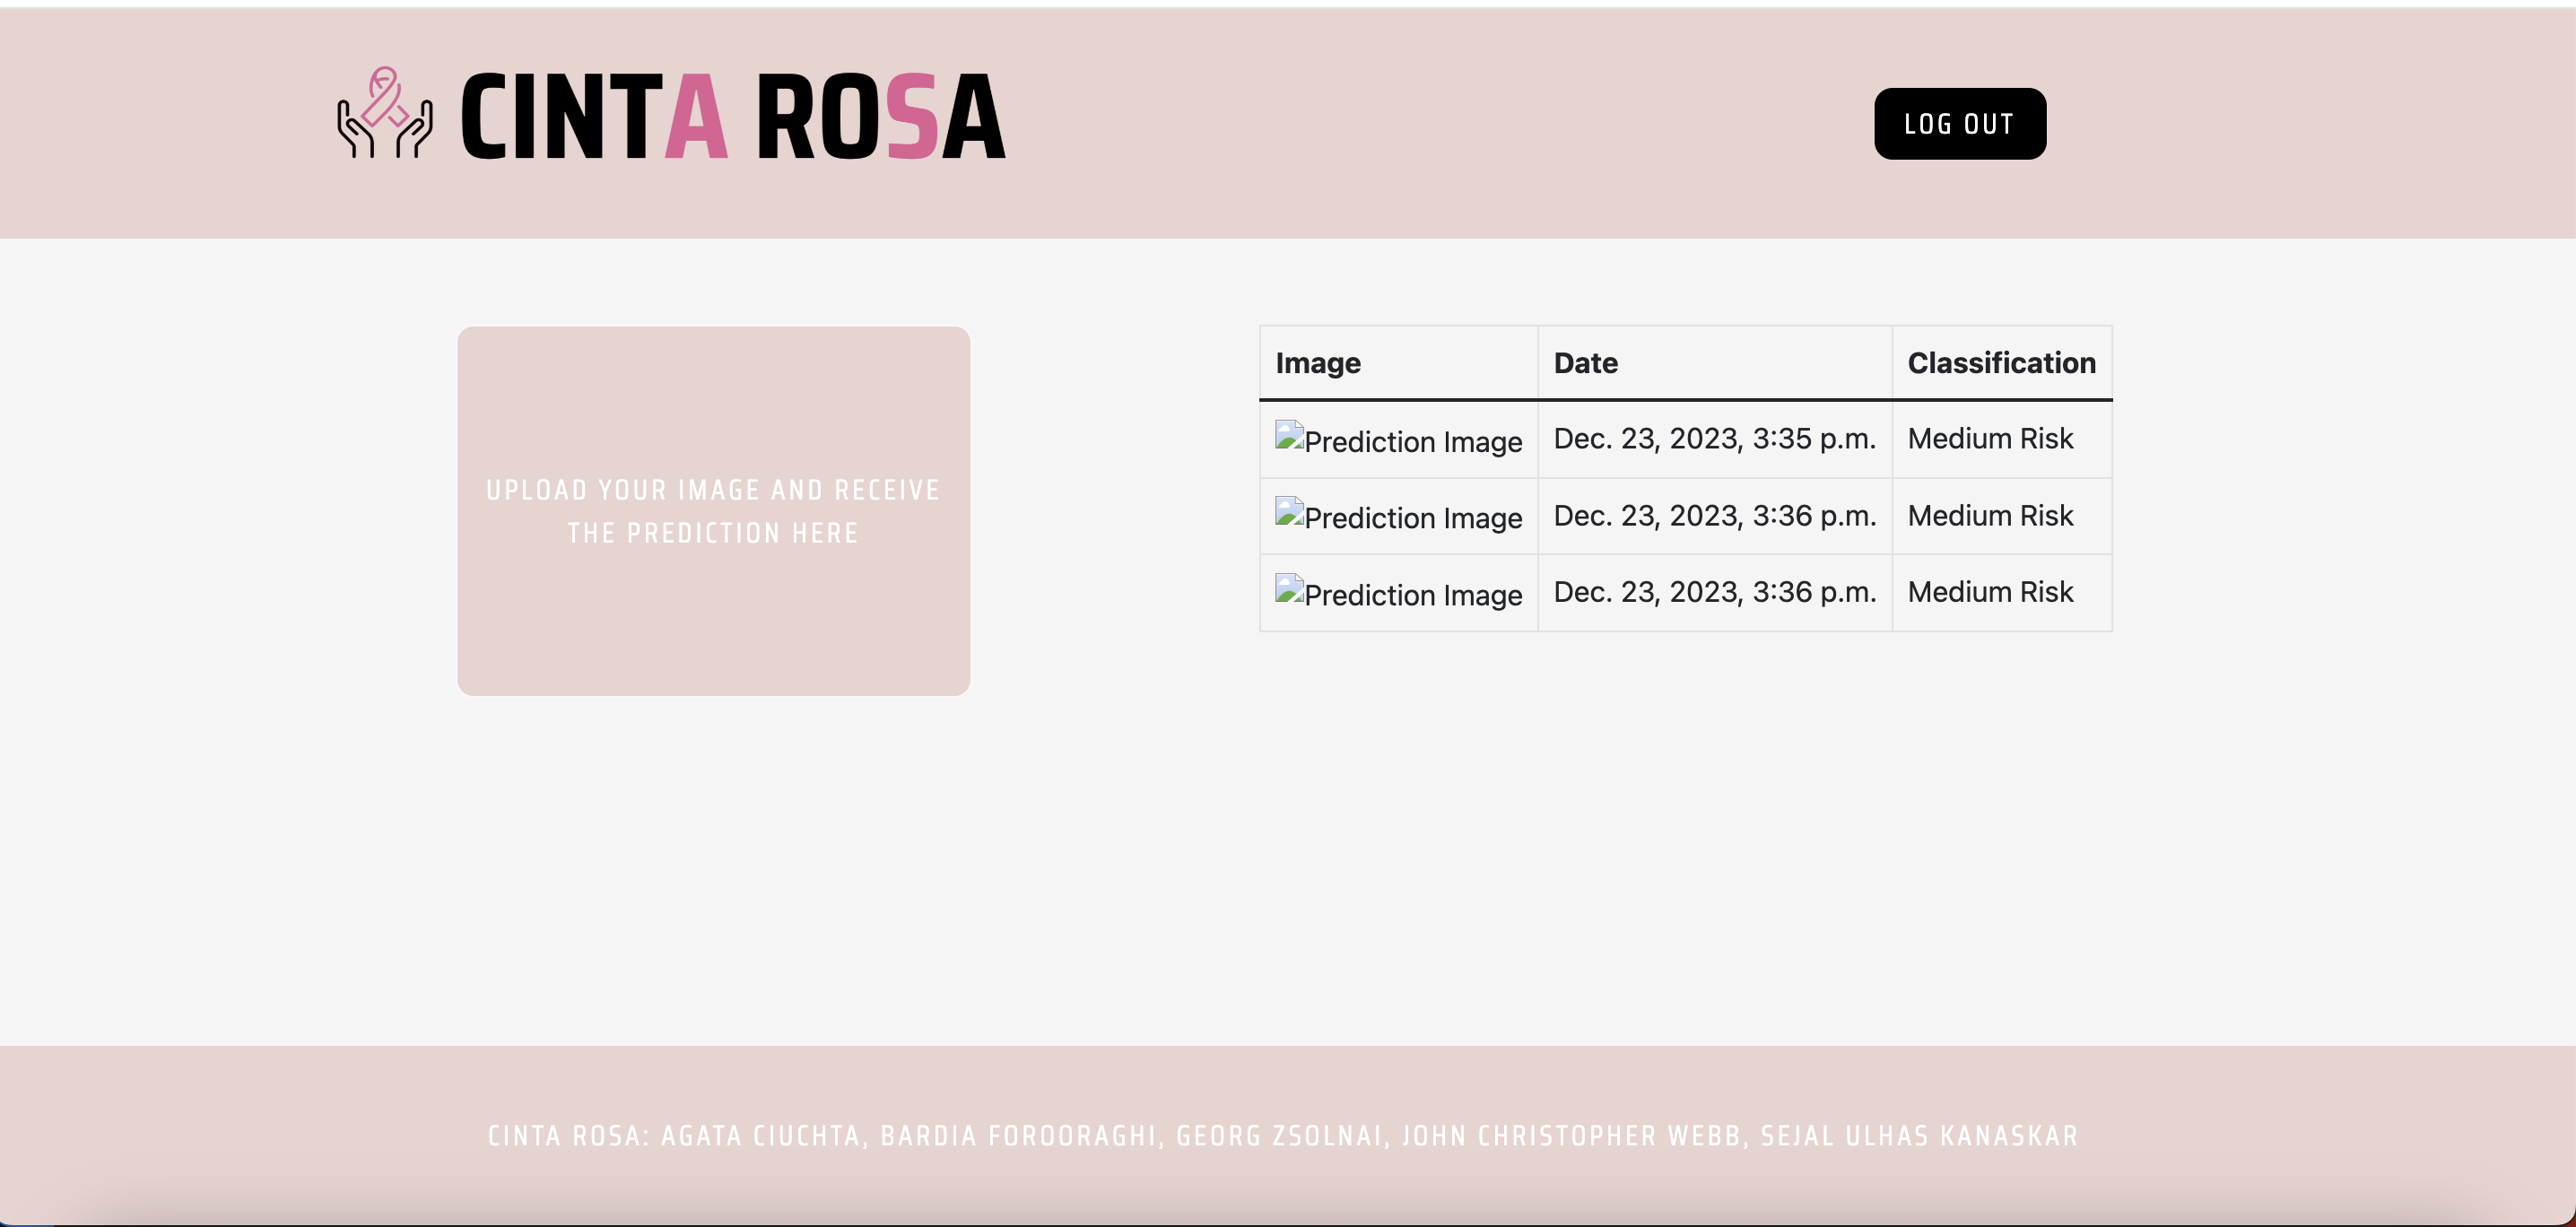 CINTA ROSA
LOG OUT
UPLOAD YOUR IMAGE AND RECEIVE
THE PREDICTION HERE
Image Date Classification
Prediction Image Dec. 23, 2023, 3:35 p.m. Medium Risk
Prediction Image Dec. 23, 2023, 3:36 p.m. Medium Risk
Prediction Image Dec. 23, 2023, 3:36 p.m. Medium Risk
CINTA ROSA: AGATA CIUCHTA, BARDIA FOROORAGHI, GEORG ZSOLNAI, JOHN CHRISTOPHER WEBB, SEJAL ULHAS KANASKAR